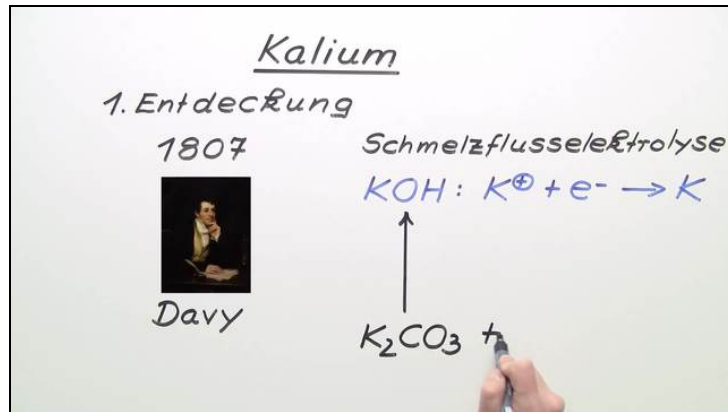 Kalium
1. Entdeckung
1807
Schmelzflusselektrolyse
KOH: K⊕ + e⁻ → K
Davy
K₂CO₃ +